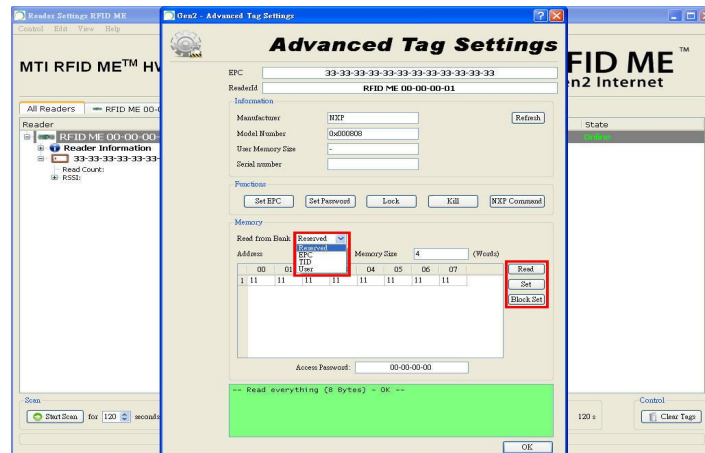 Reader Settings RFID ME
Control Edit View Help
MTI RFID ME™ HW
All Readers RFID ME 00-0
Reader
RFID ME 00-00-00-
Reader Information
33-33-33-33-33-33-
Read Count:
RSSI:
Scan
Start Scan for 120 seconds
Gen2 - Advanced Tag Settings
Advanced Tag Settings
EPC 33-33-33-33-33-33-33-33-33-33-33-33
ReaderId RFID ME 00-00-00-01
Information
Manufacturer NXP Refresh
Model Number 0x000808
User Memory Size -
Serial number
Functions
Set EPC Set Password Lock Kill NXP Command
Memory
Read from Bank Reserved
Reserved
EPC
TID
User
Address Memory Size 4 (Words)
00 01 04 05 06 07
1 11 11 11 11 11 11 11 11
Read
Set
Block Set
Access Password: 00-00-00-00
-- Read everything (8 Bytes) - OK --
OK
FID ME™
n2 Internet
State
Online
120 s
Control
Clear Tags